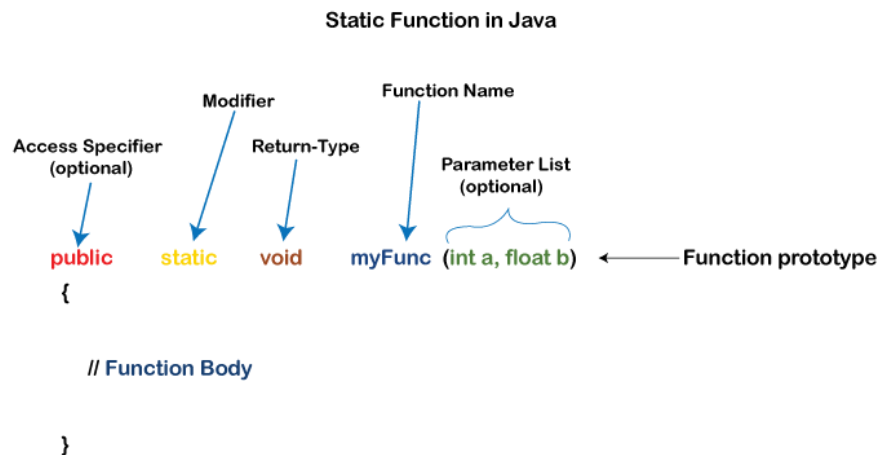 Static Function in Java
Function Name
Modifier
Access Specifier
(optional)
Return-Type
Parameter List
(optional)
public static void myFunc (int a, float b) Function prototype
{
// Function Body
}